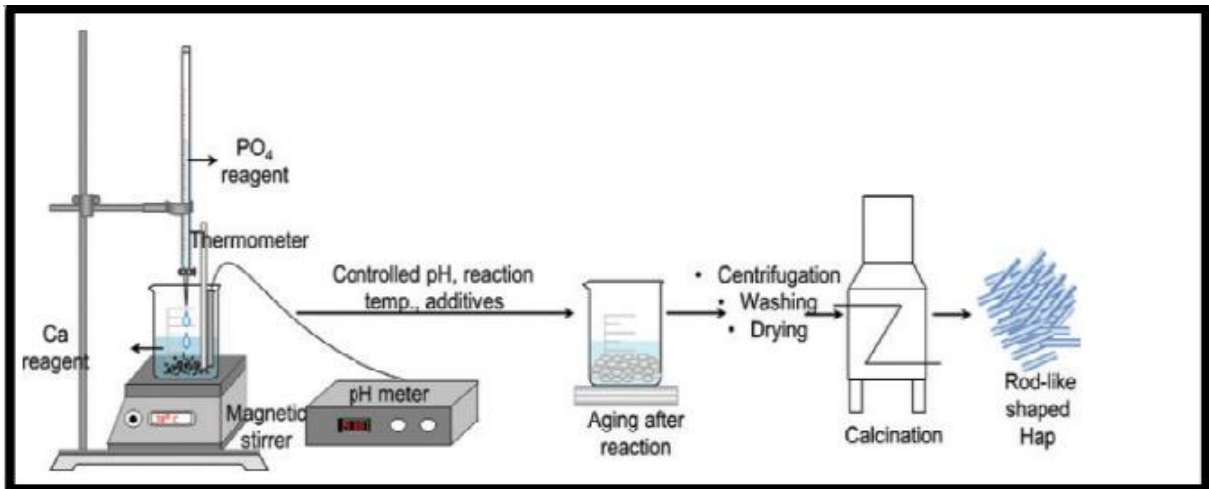 PO₄
reagent
Thermometer
Ca
reagent
Magnetic
stirrer
pH meter
Controlled pH, reaction
temp., additives
Aging after
reaction
• Centrifugation
• Washing
• Drying
Calcination
Rod-like
shaped
Hap